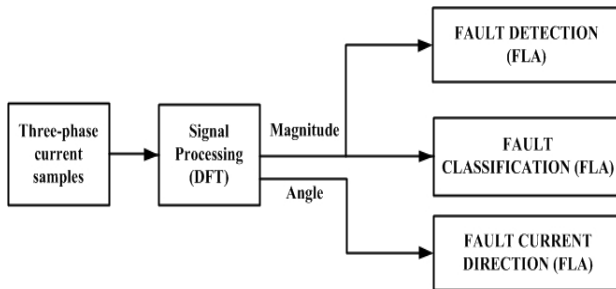 Three-phase
current
samples
Signal
Processing
(DFT)
Magnitude
Angle
FAULT DETECTION
(FLA)
FAULT
CLASSIFICATION (FLA)
FAULT CURRENT
DIRECTION (FLA)